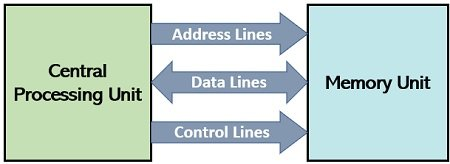 Central
Processing Unit
Address Lines
Data Lines
Control Lines
Memory Unit